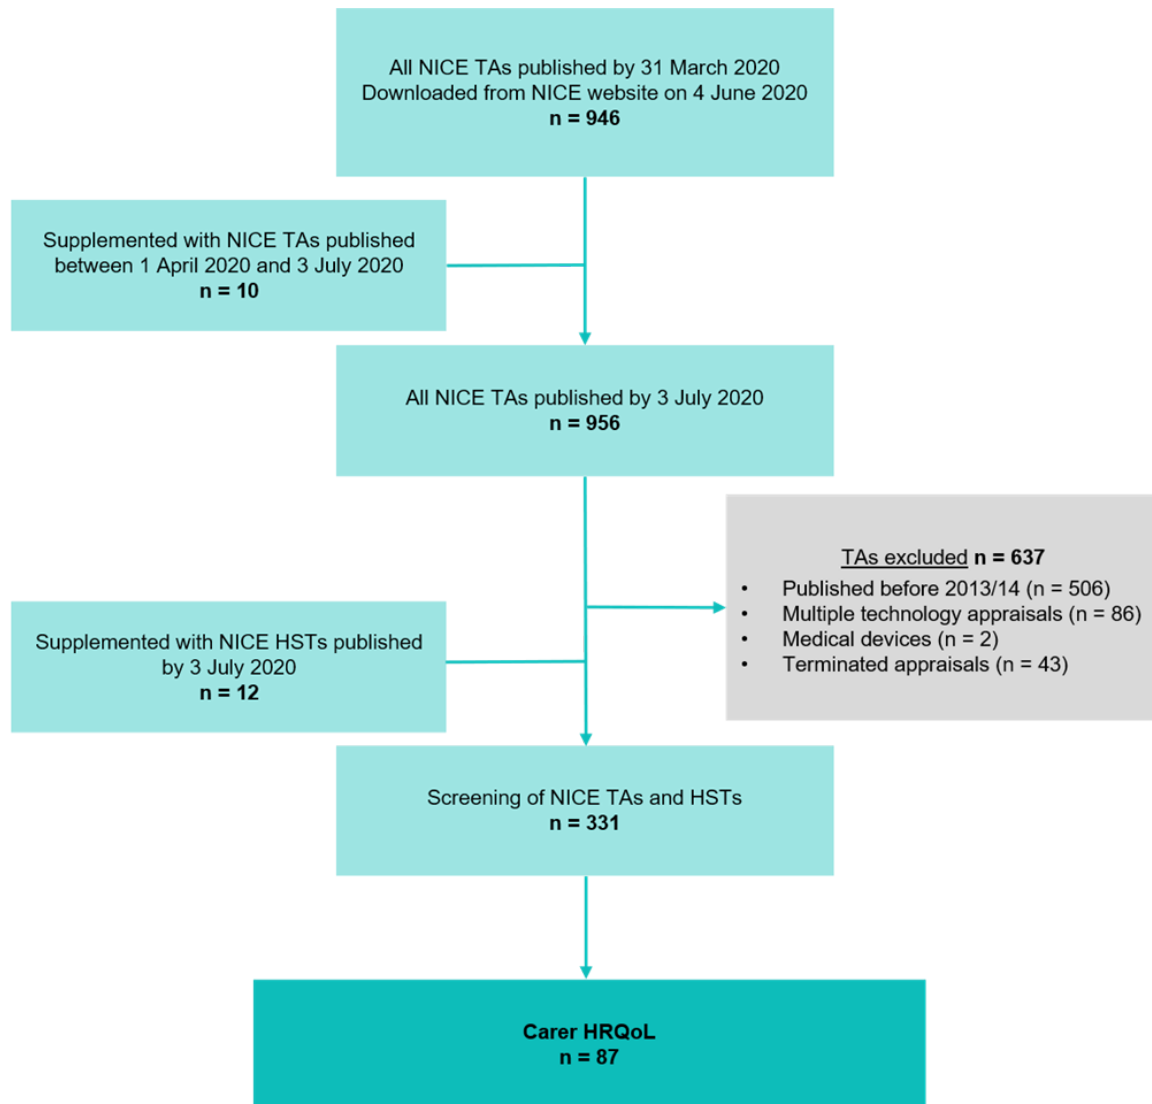 All NICE TAs published by 31 March 2020
Downloaded from NICE website on 4 June 2020
n = 946
Supplemented with NICE TAs published
between 1 April 2020 and 3 July 2020
n = 10
All NICE TAs published by 3 July 2020
n = 956
TAs excluded n = 637
• Published before 2013/14 (n = 506)
• Multiple technology appraisals (n = 86)
• Medical devices (n = 2)
• Terminated appraisals (n = 43)
Supplemented with NICE HSTs published
by 3 July 2020
n = 12
Screening of NICE TAs and HSTs
n = 331
Carer HRQoL
n = 87